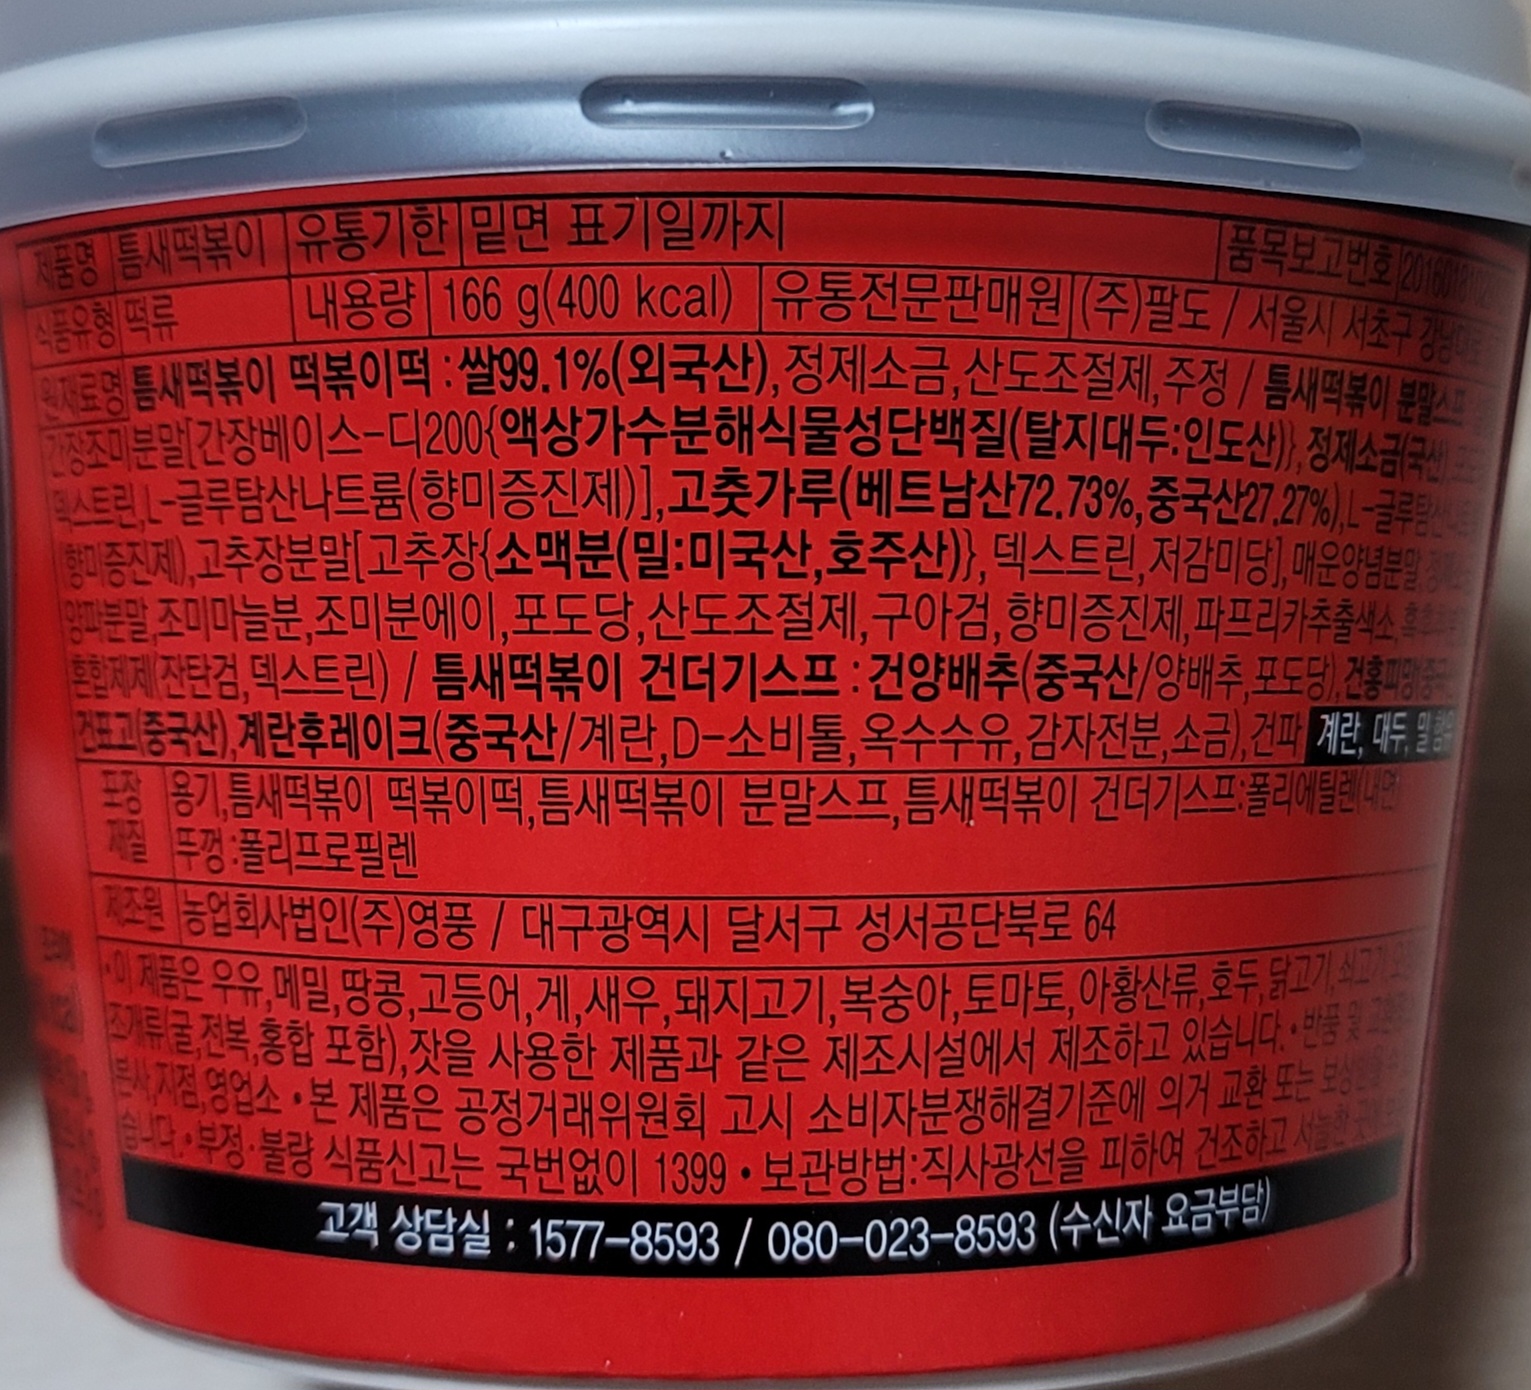 제품명 틈새떡볶이 유통기한 밑면 표기일까지 품목보고번호
식품유형 떡류 내용량 166 g(400 kcal) 유통전문판매원 (주)팔도 / 서울시 서초구
원재료명 틈새떡볶이 떡볶이떡 : 쌀99.1%(외국산),정제소금,산도조절제,주정 / 틈새떡볶이 분말스프
간장조미분말[간장베이스-디200{액상가수분해식물성단백질(탈지대두:인도산)},정제소금(국산),
덱스트린,L-글루탐산나트륨(향미증진제)],고춧가루(베트남산72.73%,중국산27.27%),L-글루탐산
향미증진제),고추장분말[고추장{소맥분(밀:미국산,호주산)},덱스트린,저감미당],매운양념분말,
양파분말,조미마늘분,조미분에이,포도당,산도조절제,구아검,향미증진제,파프리카추출색소,
혼합제제(잔탄검,덱스트린) / 틈새떡볶이 건더기스프 : 건양배추(중국산/양배추,포도당),건홍피망(중국산
건표고(중국산),계란후레이크(중국산/계란,D-소비톨,옥수수유,감자전분,소금),건파 계란, 대두, 밀
포장재질 용기,틈새떡볶이 떡볶이떡,틈새떡볶이 분말스프,틈새떡볶이 건더기스프:폴리에틸렌(내면)
뚜껑:폴리프로필렌
제조원 농업회사법인(주)영풍 / 대구광역시 달서구 성서공단북로 64
•이 제품은 우유,메밀,땅콩,고등어,게,새우,돼지고기,복숭아,토마토,아황산류,호두,닭고기,쇠고기
조개류(굴,전복,홍합 포함),잣을 사용한 제품과 같은 제조시설에서 제조하고 있습니다.•반품 및
본사,지점,영업소 •본 제품은 공정거래위원회 고시 소비자분쟁해결기준에 의거 교환 또는
습니다.•부정·불량 식품신고는 국번없이 1399 • 보관방법:직사광선을 피하여 건조하고 서늘한
고객 상담실 : 1577-8593 / 080-023-8593 (수신자 요금부담)